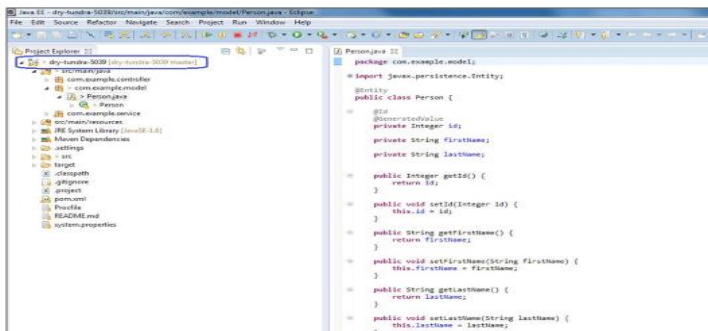 Java EE - dry-tundra-5039/src/main/java/com/example/model/Person.java - Eclipse
File Edit Source Refactor Navigate Search Project Run Window Help
Project Explorer
dry-tundra-5039 [dry-tundra-5039 master]
src/main/java
com.example.controller
> com.example.model
> Person.java
> Person
com.example.service
src/main/resources
JRE System Library [JavaSE-1.6]
Maven Dependencies
.settings
> src
target
.classpath
.gitignore
.project
pom.xml
Procfile
README.md
system.properties
Person.java
package com.example.model;
import javax.persistence.Entity;
@Entity
public class Person {
@Id
@GeneratedValue
private Integer id;
private String firstName;
private String lastName;
public Integer getId() {
return id;
}
public void setId(Integer id) {
this.id = id;
}
public String getFirstName() {
return firstName;
}
public void setFirstName(String firstName) {
this.firstName = firstName;
}
public String getLastName() {
return lastName;
}
public void setLastName(String lastName) {
this.lastName = lastName;